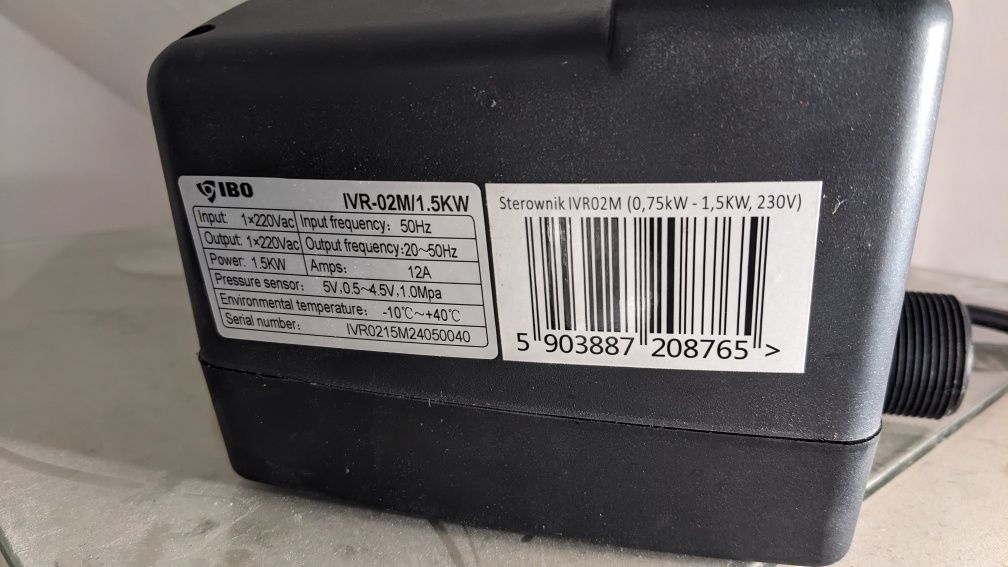 IBO
IVR-02M/1.5KW
Input: 1×220Vac Input frequency: 50Hz
Output: 1×220Vac Output frequency:20~50Hz
Power: 1.5KW Amps: 12A
Pressure sensor: 5V,0.5~4.5V,1.0Mpa
Environmental temperature: -10℃~+40℃
Serial number: IVR0215M24050040
Sterownik IVR02M (0,75kW - 1,5KW, 230V)
5 903887 208765 >